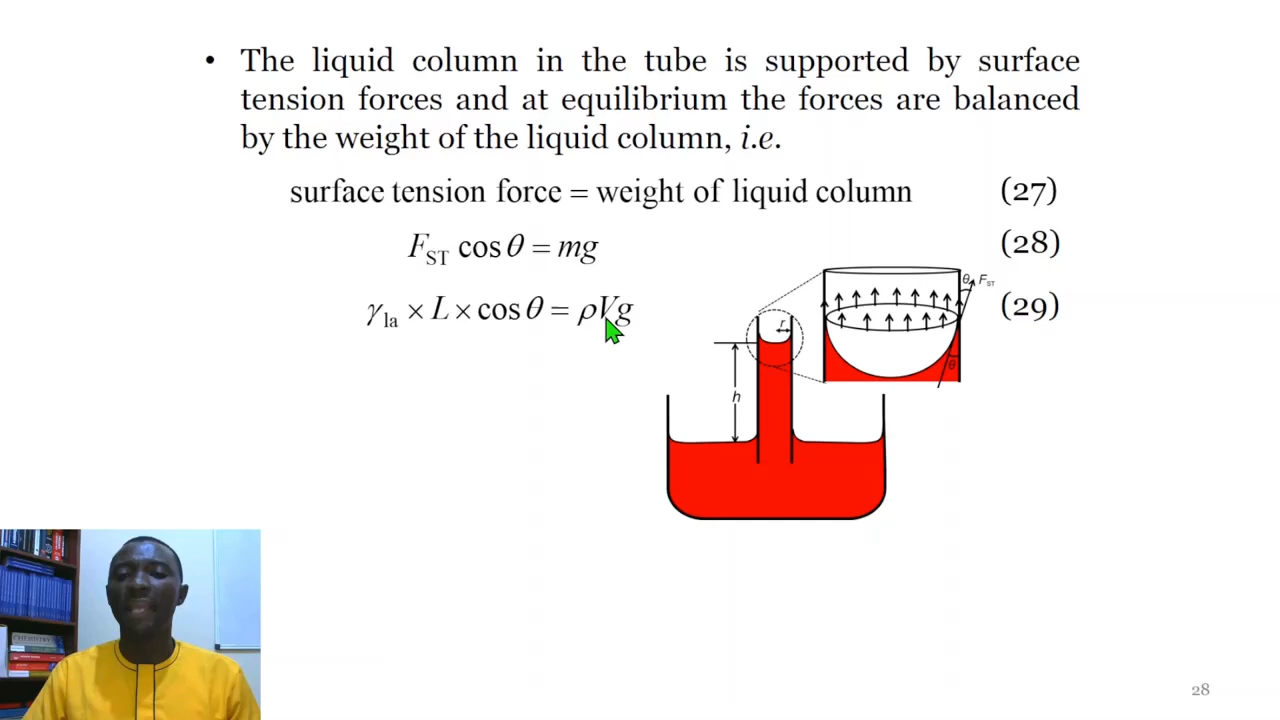 • The liquid column in the tube is supported by surface
tension forces and at equilibrium the forces are balanced
by the weight of the liquid column, i.e.
surface tension force = weight of liquid column (27)
F_ST cos θ = mg (28)
γ_la × L × cos θ = ρVg (29)
θ F_ST
r
θ
h
CHEMISTRY
28